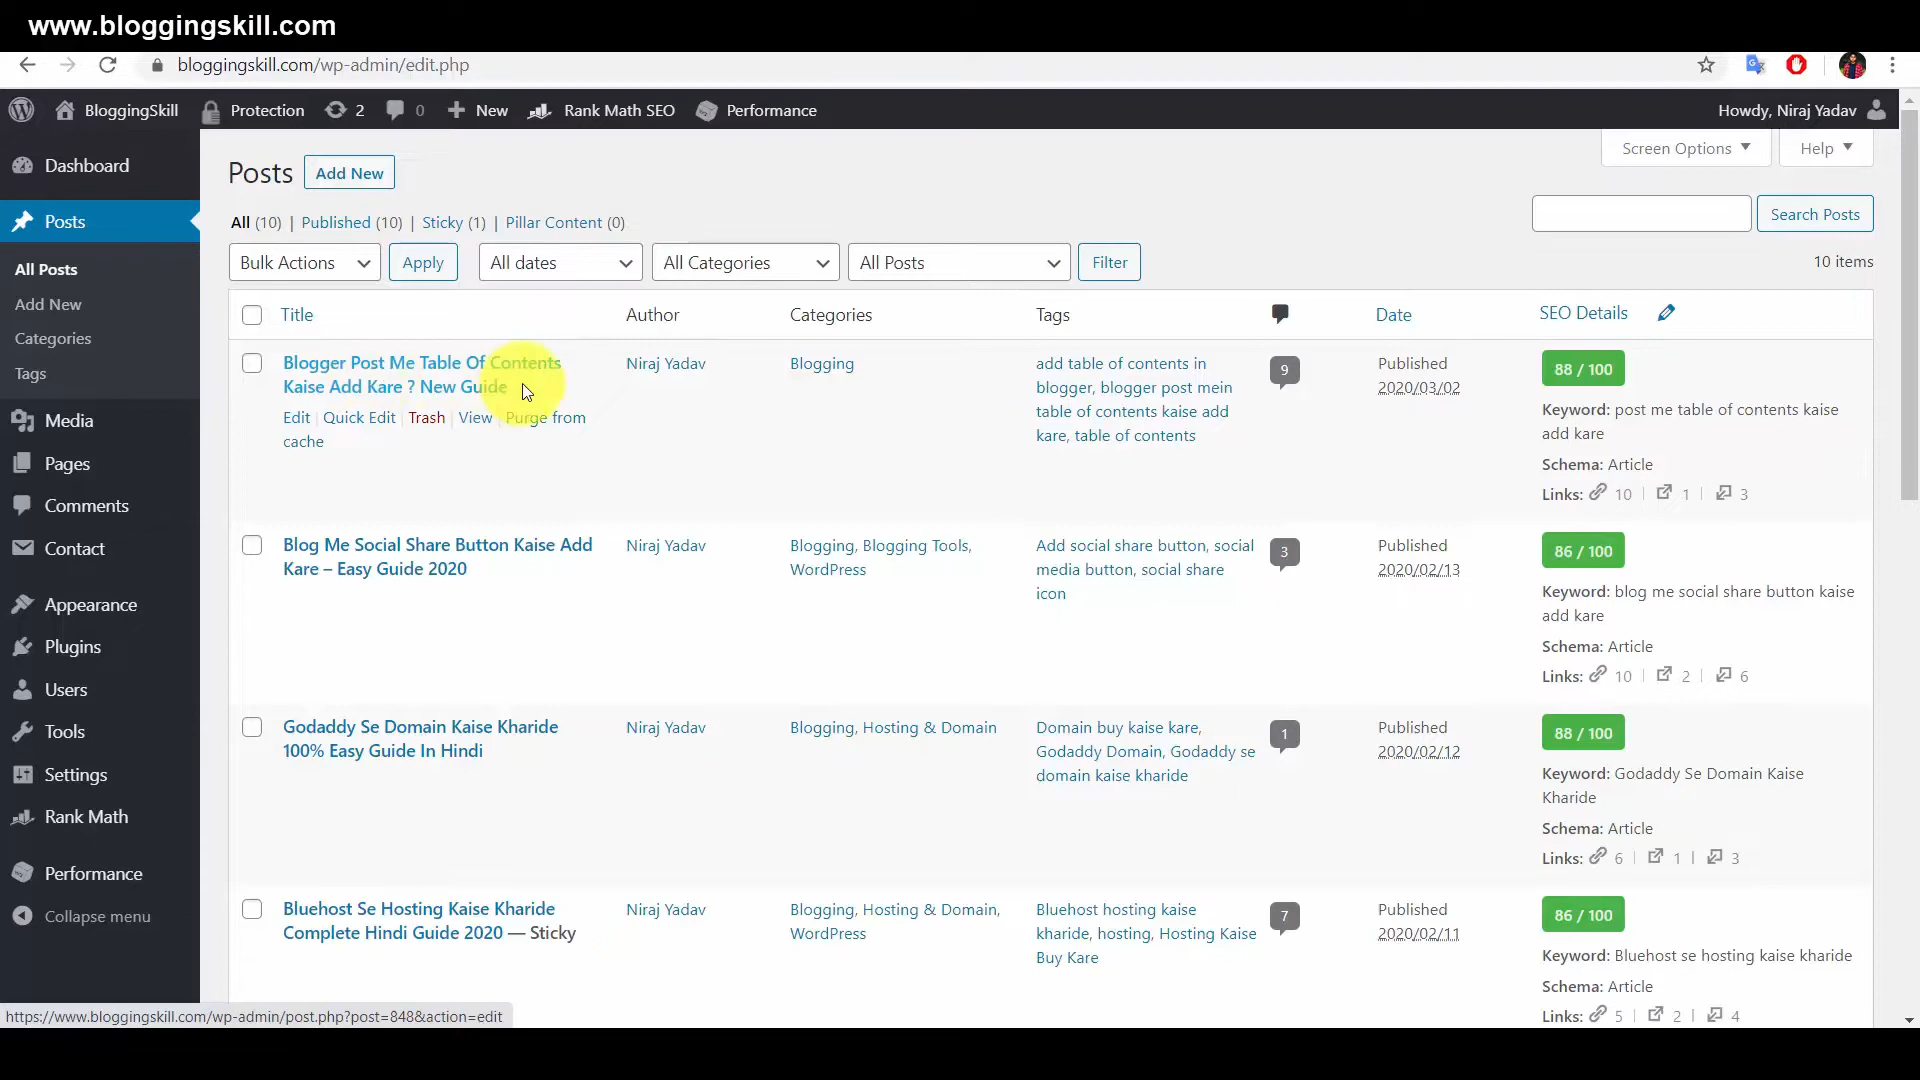 www.bloggingskill.com
bloggingskill.com/wp-admin/edit.php
BloggingSkill Protection 2 0 New Rank Math SEO Performance Howdy, Niraj Yadav
Dashboard
Posts
All Posts
Add New
Categories
Tags
Media
Pages
Comments
Contact
Appearance
Plugins
Users
Tools
Settings
Rank Math
Performance
Collapse menu
Screen Options Help
Posts Add New
All (10) | Published (10) | Sticky (1) | Pillar Content (0)
Search Posts
Bulk Actions Apply All dates All Categories All Posts Filter 10 items
Title Author Categories Tags Date SEO Details
Blogger Post Me Table Of Contents
Kaise Add Kare ? New Guide
Edit | Quick Edit | Trash | View | Purge from
cache
Niraj Yadav
Blogging
add table of contents in
blogger, blogger post mein
table of contents kaise add
kare, table of contents
9
Published
2020/03/02
88 / 100
Keyword: post me table of contents kaise
add kare
Schema: Article
Links: 10 | 1 | 3
Blog Me Social Share Button Kaise Add
Kare – Easy Guide 2020
Niraj Yadav
Blogging, Blogging Tools,
WordPress
Add social share button, social
media button, social share
icon
3
Published
2020/02/13
86 / 100
Keyword: blog me social share button kaise
add kare
Schema: Article
Links: 10 | 2 | 6
Godaddy Se Domain Kaise Kharide
100% Easy Guide In Hindi
Niraj Yadav
Blogging, Hosting & Domain
Domain buy kaise kare,
Godaddy Domain, Godaddy se
domain kaise kharide
1
Published
2020/02/12
88 / 100
Keyword: Godaddy Se Domain Kaise
Kharide
Schema: Article
Links: 6 | 1 | 3
Bluehost Se Hosting Kaise Kharide
Complete Hindi Guide 2020 — Sticky
Niraj Yadav
Blogging, Hosting & Domain,
WordPress
Bluehost hosting kaise
kharide, hosting, Hosting Kaise
Buy Kare
7
Published
2020/02/11
86 / 100
Keyword: Bluehost se hosting kaise kharide
Schema: Article
Links: 5 | 2 | 4
https://www.bloggingskill.com/wp-admin/post.php?post=848&action=edit